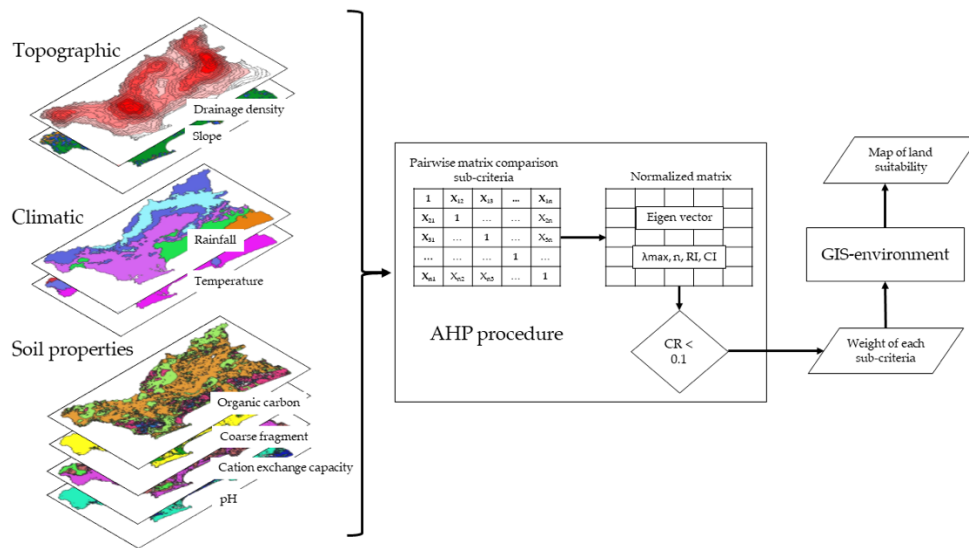 Topographic
Drainage density
Slope
Climatic
Rainfall
Temperature
Soil properties
Organic carbon
Coarse fragment
Cation exchange capacity
pH
Pairwise matrix comparison
sub-criteria
1 X12 X13 ... X1n
X21 1 ... ... X2n
X31 ... 1 ... X3n
... ... ... 1 ...
Xn1 Xn2 Xn3 ... 1
AHP procedure
Normalized matrix
Eigen vector
λmax, n, RI, CI
CR <
0.1
Map of land
suitability
GIS-environment
Weight of each
sub-criteria